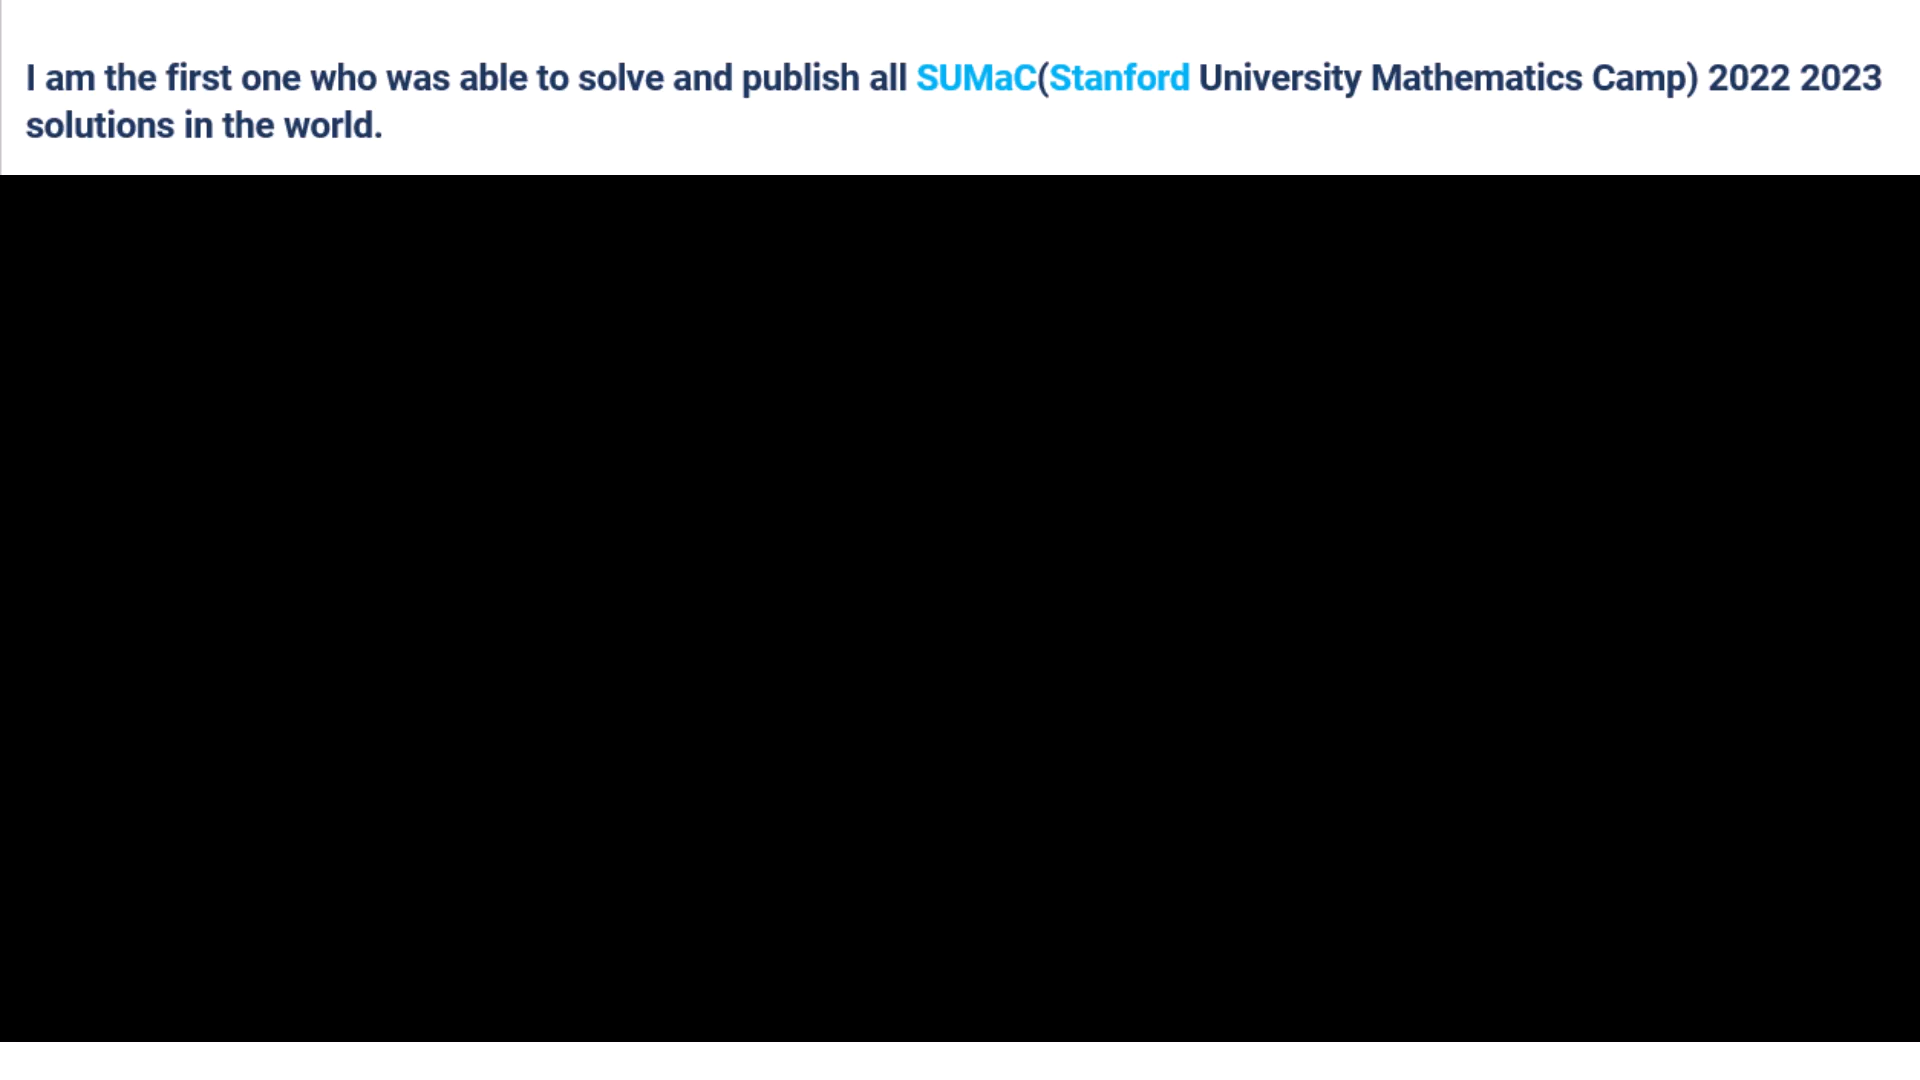 I am the first one who was able to solve and publish all SUMaC(Stanford University Mathematics Camp) 2022 2023
solutions in the world.